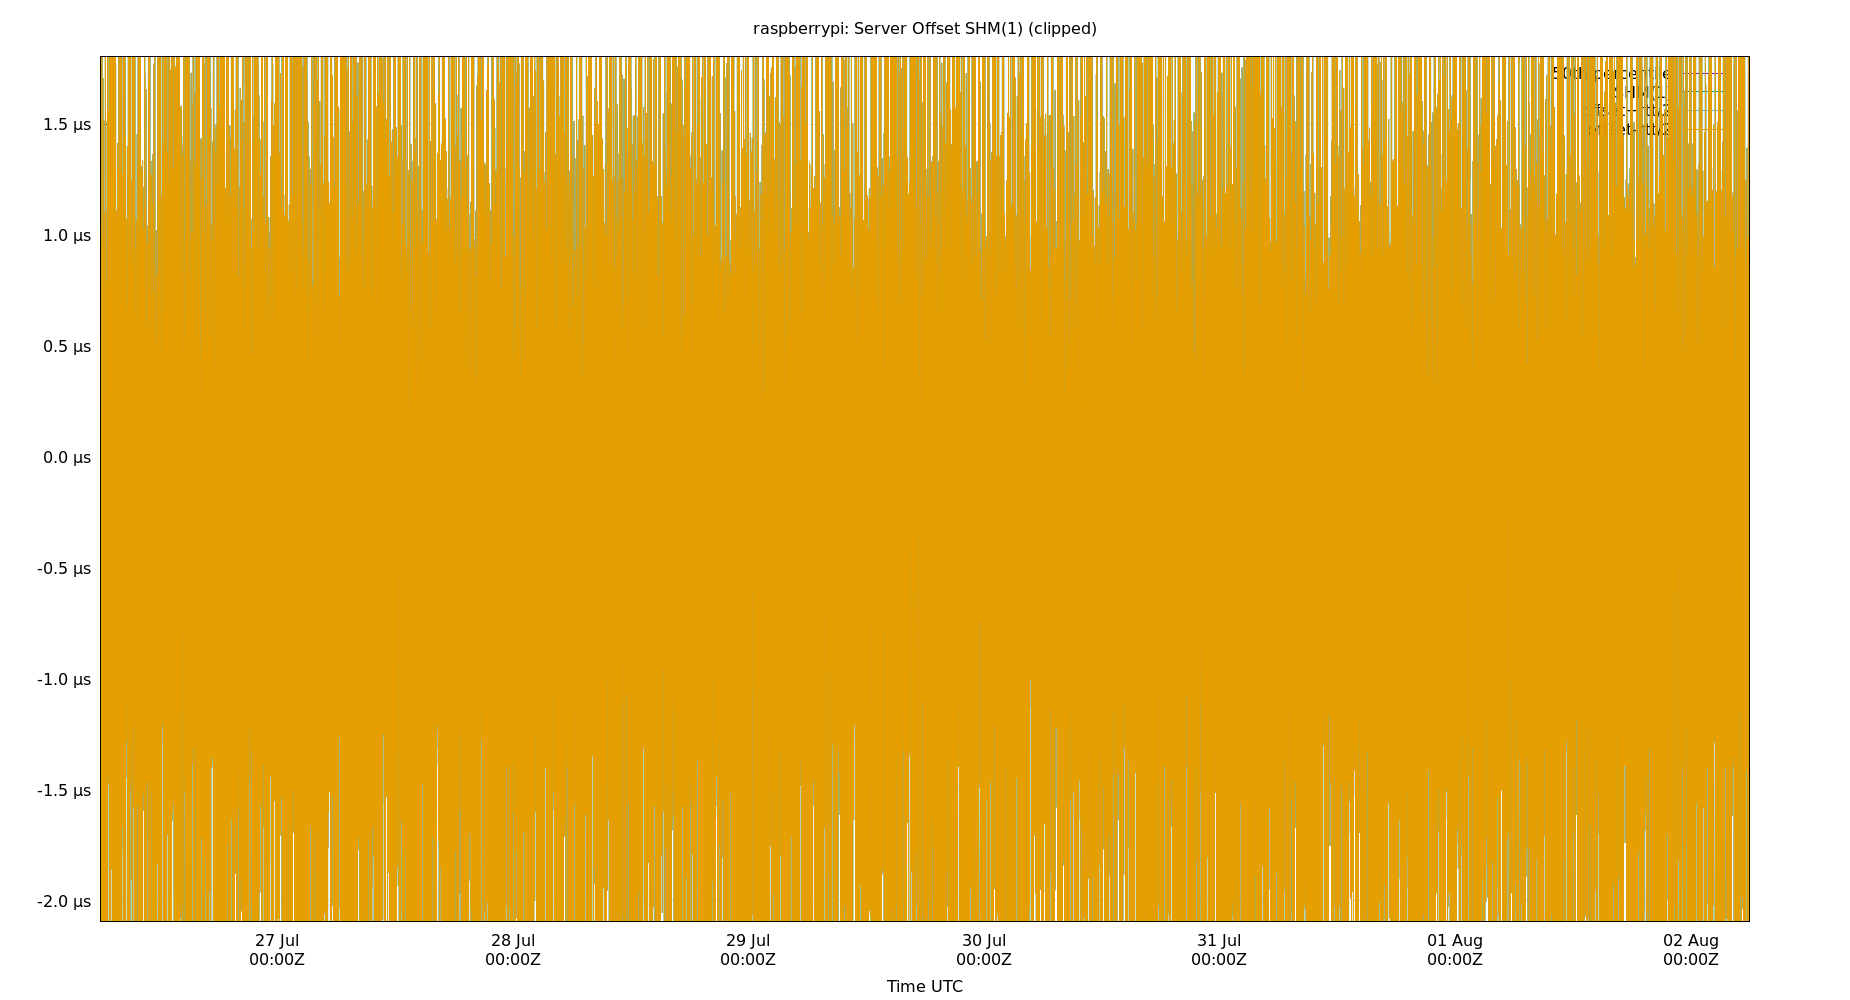 raspberrypi: Server Offset SHM(1) (clipped)
50th percentile
1.5 µs
1.0 µs
0.5 µs
0.0 µs
-0.5 µs
-1.0 µs
-1.5 µs
-2.0 µs
27 Jul 28 Jul 29 Jul 30 Jul 31 Jul 01 Aug 02 Aug
00:00Z 00:00Z 00:00Z 00:00Z 00:00Z 00:00Z 00:00Z
Time UTC